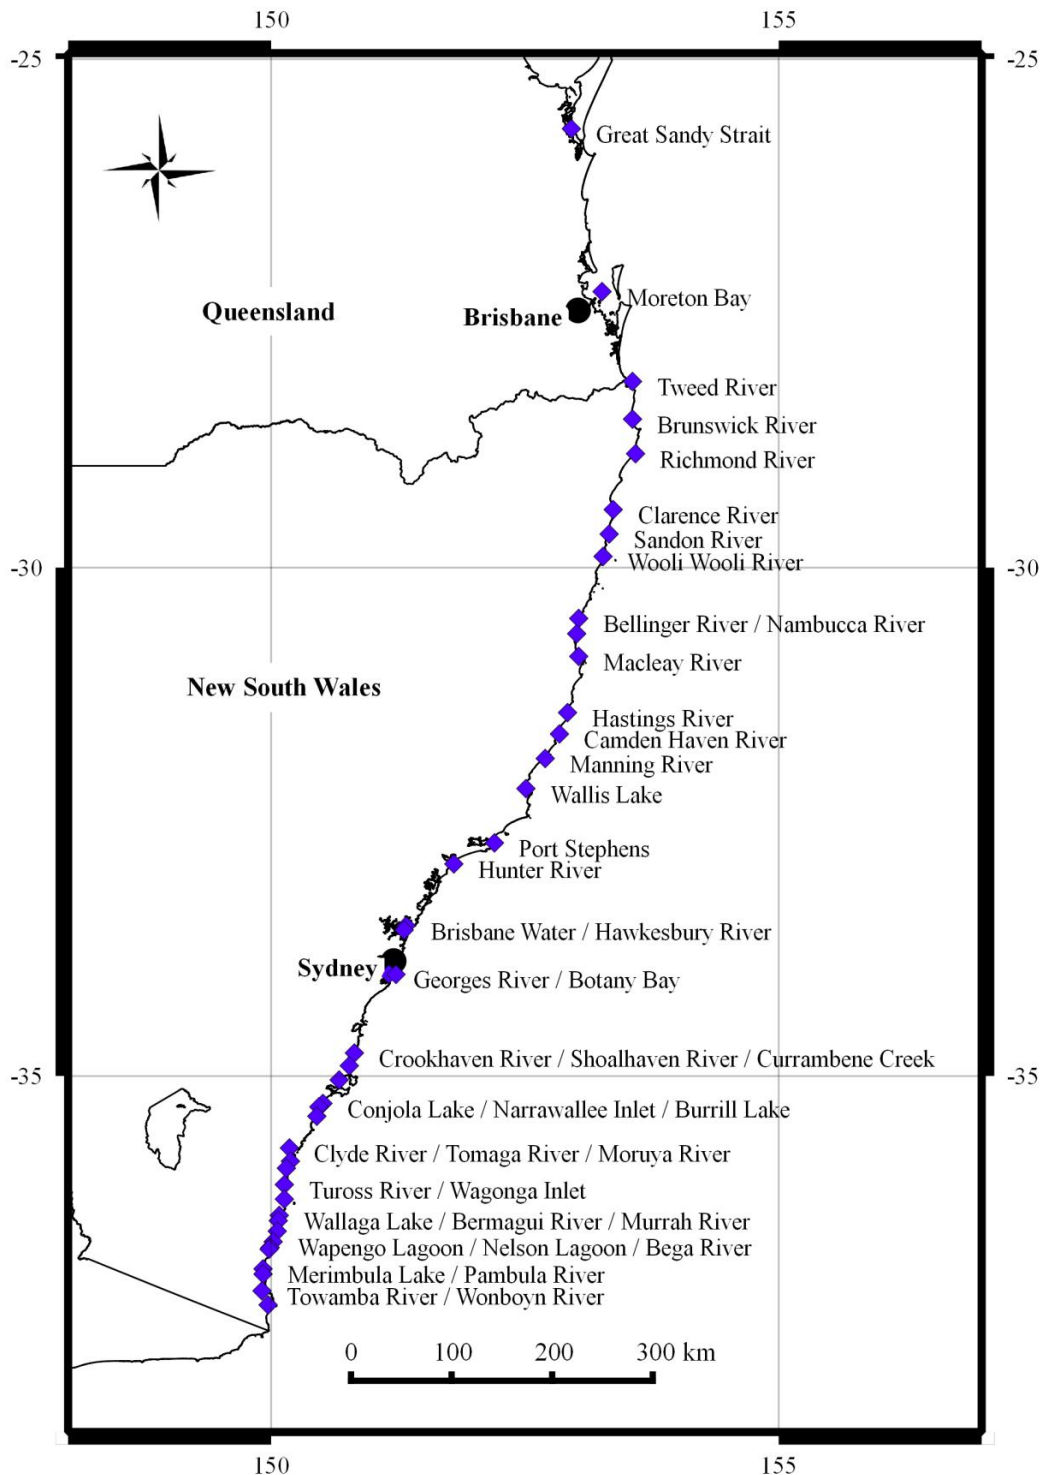 150 155
-25 -25
Great Sandy Strait
Moreton Bay
Queensland
Brisbane
Tweed River
Brunswick River
Richmond River
Clarence River
Sandon River
Wooli Wooli River
-30 -30
Bellinger River / Nambucca River
Macleay River
New South Wales
Hastings River
Camden Haven River
Manning River
Wallis Lake
Port Stephens
Hunter River
Brisbane Water / Hawkesbury River
Sydney
Georges River / Botany Bay
Crookhaven River / Shoalhaven River / Currambene Creek
-35 -35
Conjola Lake / Narrawallee Inlet / Burrill Lake
Clyde River / Tomaga River / Moruya River
Tuross River / Wagonga Inlet
Wallaga Lake / Bermagui River / Murrah River
Wapengo Lagoon / Nelson Lagoon / Bega River
Merimbula Lake / Pambula River
Towamba River / Wonboyn River
0 100 200 300 km
150 155